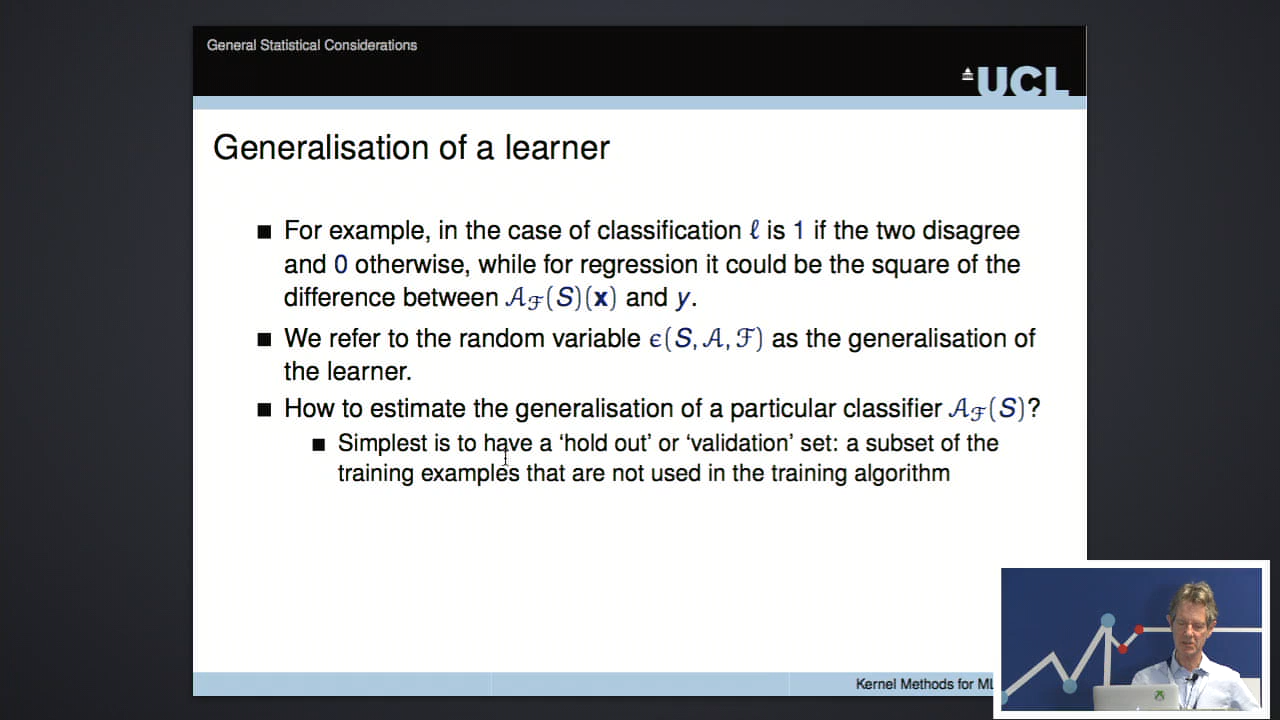 General Statistical Considerations
UCL
Generalisation of a learner
For example, in the case of classification ℓ is 1 if the two disagree
and 0 otherwise, while for regression it could be the square of the
difference between 𝒜ℱ(S)(x) and y.
We refer to the random variable ϵ(S, 𝒜, ℱ) as the generalisation of
the learner.
How to estimate the generalisation of a particular classifier 𝒜ℱ(S)?
Simplest is to have a ‘hold out’ or ‘validation’ set: a subset of the
training examples that are not used in the training algorithm
Kernel Methods for ML